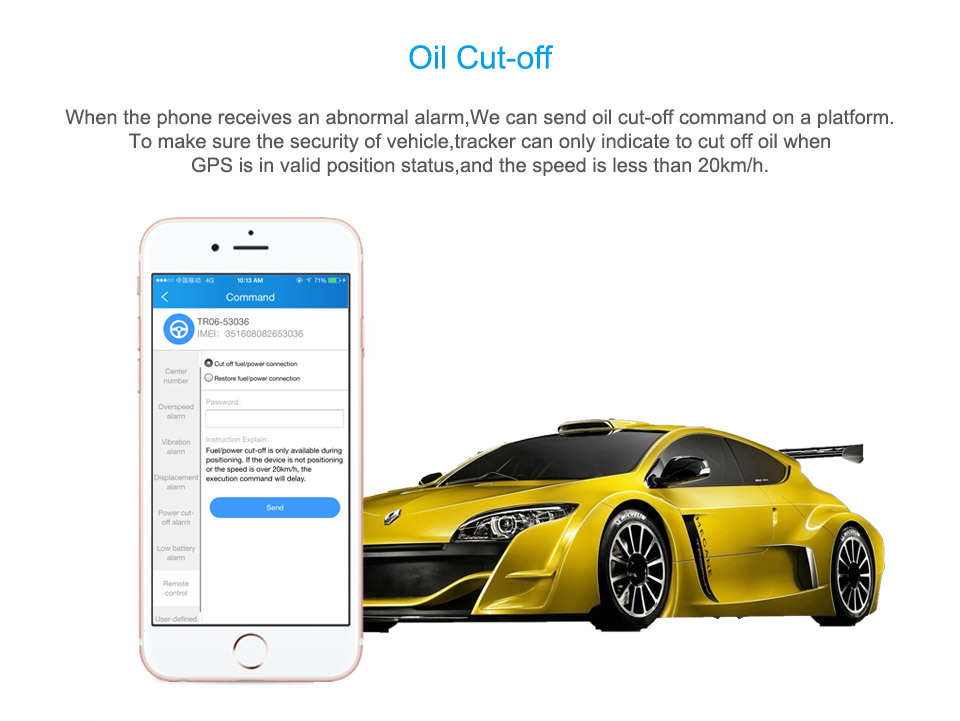 Oil Cut-off
When the phone receives an abnormal alarm,We can send oil cut-off command on a platform.
To make sure the security of vehicle,tracker can only indicate to cut off oil when
GPS is in valid position status,and the speed is less than 20km/h.
中国移动 4G 10:13 AM 71%
Command
TR06-53036
IMEI: 351608082653036
Center
number
Overspeed
alarm
Vibration
alarm
Displacement
alarm
Power cut-
off alarm
Low battery
alarm
Remote
control
User-defined
Cut off fuel/power connection
Restore fuel/power connection
Password:
Instruction Explain:
Fuel/power cut-off is only available during
positioning. If the device is not positioning
or the speed is over 20km/h, the
execution command will delay.
Send
MICHELIN
MEGANE